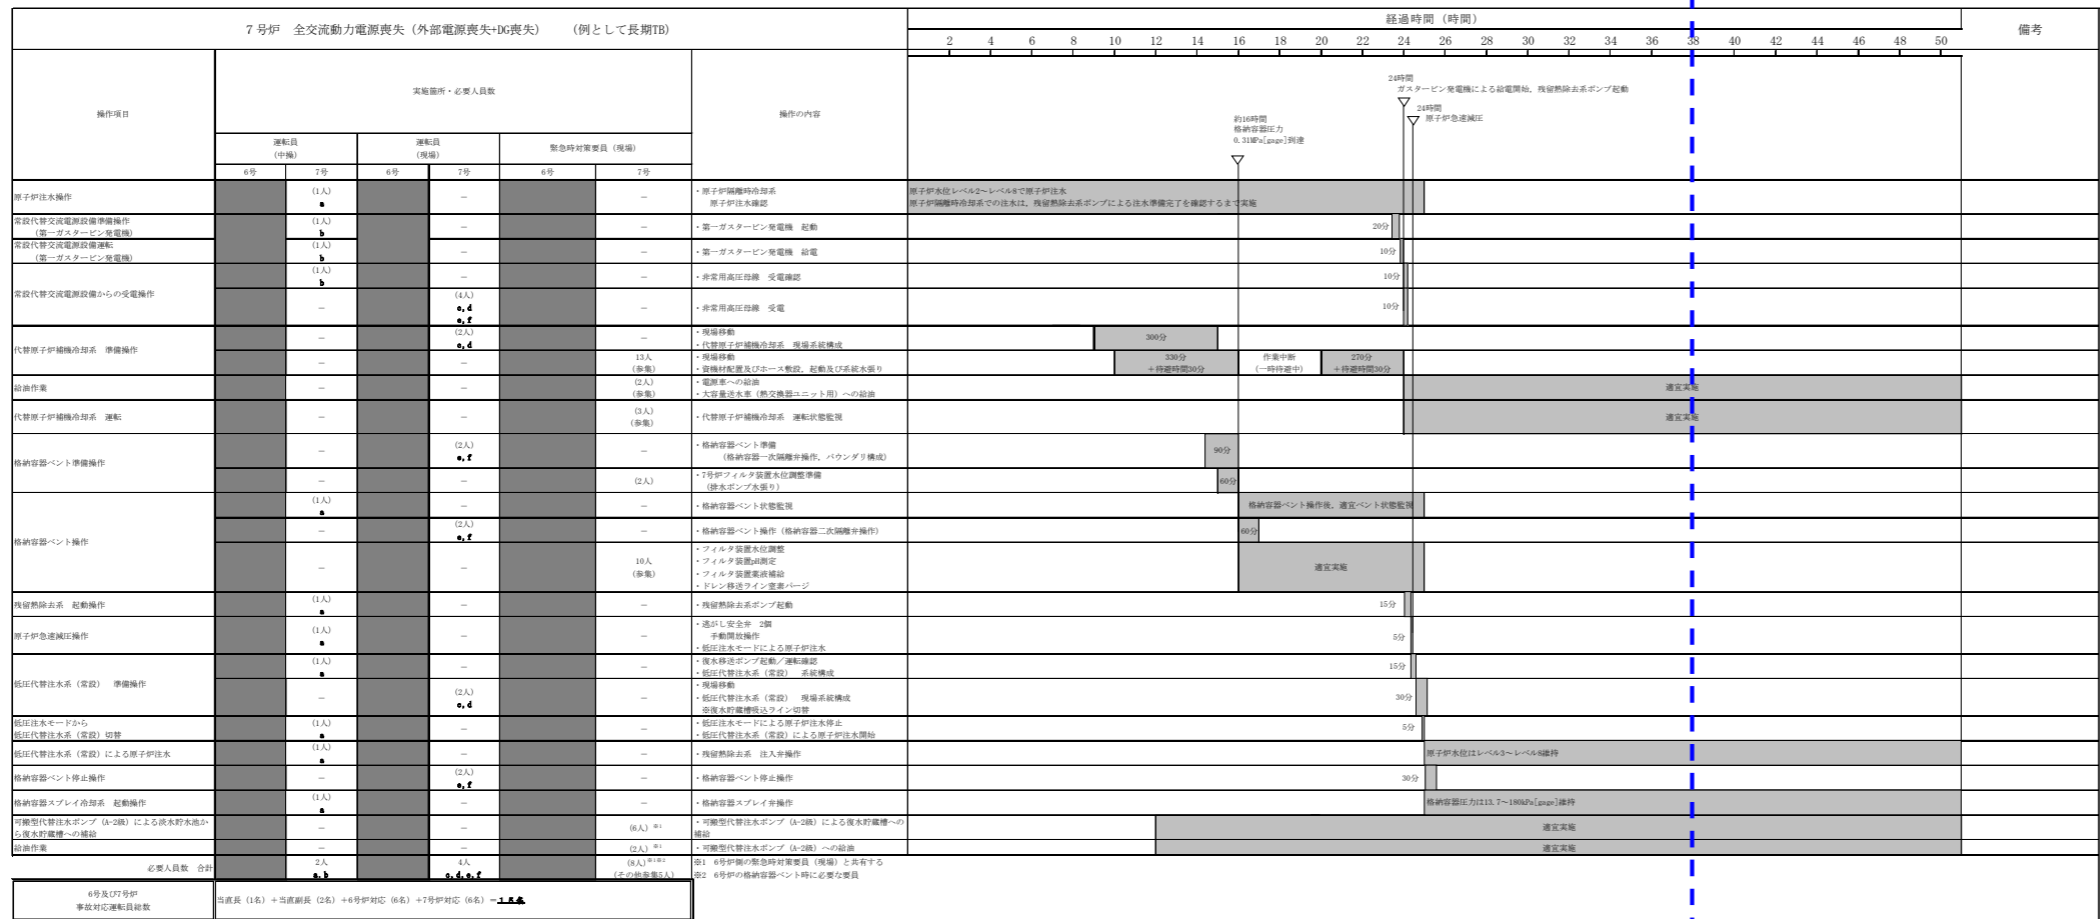 7号炉 全交流動力電源喪失（外部電源喪失+DG喪失） （例として長期TB）
経過時間（時間）
備考
2 4 6 8 10 12 14 16 18 20 22 24 26 28 30 32 34 36 38 40 42 44 46 48 50
操作項目
実施箇所・必要人員数
操作の内容
運転員
（中操）
運転員
（現場）
緊急時対策要員（現場）
6号 7号 6号 7号 6号 7号
24時間
ガスタービン発電機による給電開始，残留熱除去系ポンプ起動
24時間
原子炉急速減圧
約16時間
格納容器圧力
0.31MPa[gage]到達
原子炉注水操作
（1人）
a
－ －
・原子炉隔離時冷却系
原子炉注水確認
原子炉水位レベル2～レベル8で原子炉注水
原子炉隔離時冷却系での注水は，残留熱除去系ポンプによる注水準備完了を確認するまで実施
常設代替交流電源設備準備操作
（第一ガスタービン発電機）
（1人）
b
－ －
・第一ガスタービン発電機 起動
20分
常設代替交流電源設備運転
（第一ガスタービン発電機）
（1人）
b
－ －
・第一ガスタービン発電機 給電
10分
常設代替交流電源設備からの受電操作
（1人）
b
－ －
・非常用高圧母線 受電確認
10分
－
（4人）
c,d
e,f
－
・非常用高圧母線 受電
10分
代替原子炉補機冷却系 準備操作
－
（2人）
c,d
－
・現場移動
・代替原子炉補機冷却系 現場系統構成
300分
－ －
13人
（参集）
・現場移動
・資機材配置及びホース敷設，起動及び系統水張り
330分
＋待避時間30分
作業中断
（一時待避中）
270分
＋待避時間30分
給油作業
－ －
（2人）
（参集）
・電源車への給油
・大容量送水車（熱交換器ユニット用）への給油
適宜実施
代替原子炉補機冷却系 運転
－ －
（3人）
（参集）
・代替原子炉補機冷却系 運転状態監視
適宜実施
格納容器ベント準備操作
－
（2人）
e,f
－
・格納容器ベント準備
（格納容器一次隔離弁操作，バウンダリ構成）
90分
－ －
（2人）
・7号炉フィルタ装置水位調整準備
（排水ポンプ水張り）
60分
格納容器ベント操作
（1人）
a
－ －
・格納容器ベント状態監視
格納容器ベント操作後，適宜ベント状態監視
－
（2人）
e,f
－
・格納容器ベント操作（格納容器二次隔離弁操作）
60分
－ －
10人
（参集）
・フィルタ装置水位調整
・フィルタ装置pH測定
・フィルタ装置薬液補給
・ドレン移送ライン窒素パージ
適宜実施
残留熱除去系 起動操作
（1人）
a
－ －
・残留熱除去系ポンプ起動
15分
原子炉急速減圧操作
（1人）
a
－ －
・逃がし安全弁 2個
手動開放操作
・低圧注水モードによる原子炉注水
5分
低圧代替注水系（常設） 準備操作
（1人）
a
－ －
・復水移送ポンプ起動／運転確認
・低圧代替注水系（常設） 系統構成
15分
－
（2人）
c,d
－
・現場移動
・低圧代替注水系（常設） 現場系統構成
※復水貯蔵槽吸込ライン切替
30分
低圧注水モードから
低圧代替注水系（常設）切替
（1人）
a
－ －
・低圧注水モードによる原子炉注水停止
・低圧代替注水系（常設）による原子炉注水開始
5分
低圧代替注水系（常設）による原子炉注水
（1人）
a
－ －
・残留熱除去系 注入弁操作
原子炉水位はレベル3～レベル8維持
格納容器ベント停止操作
－
（2人）
e,f
－
・格納容器ベント停止操作
30分
格納容器スプレイ冷却系 起動操作
（1人）
a
－ －
・格納容器スプレイ弁操作
格納容器圧力は13.7～180kPa[gage]維持
可搬型代替注水ポンプ（A-2級）による淡水貯水池か
ら復水貯蔵槽への補給
－ －
（6人）※1
・可搬型代替注水ポンプ（A-2級）による復水貯蔵槽への
補給
適宜実施
給油作業
－ －
（2人）※1
・可搬型代替注水ポンプ（A-2級）への給油
適宜実施
必要人員数 合計
2人
a,b
4人
c,d,e,f
（8人）※1※2
（その他参集5人）
※1 6号炉側の緊急時対策要員（現場）と共有する
※2 6号炉の格納容器ベント時に必要な要員
6号及び7号炉
事故対応運転員総数
当直長（1名）＋当直副長（2名）＋6号炉対応（6名）＋7号炉対応（6名）＝15名